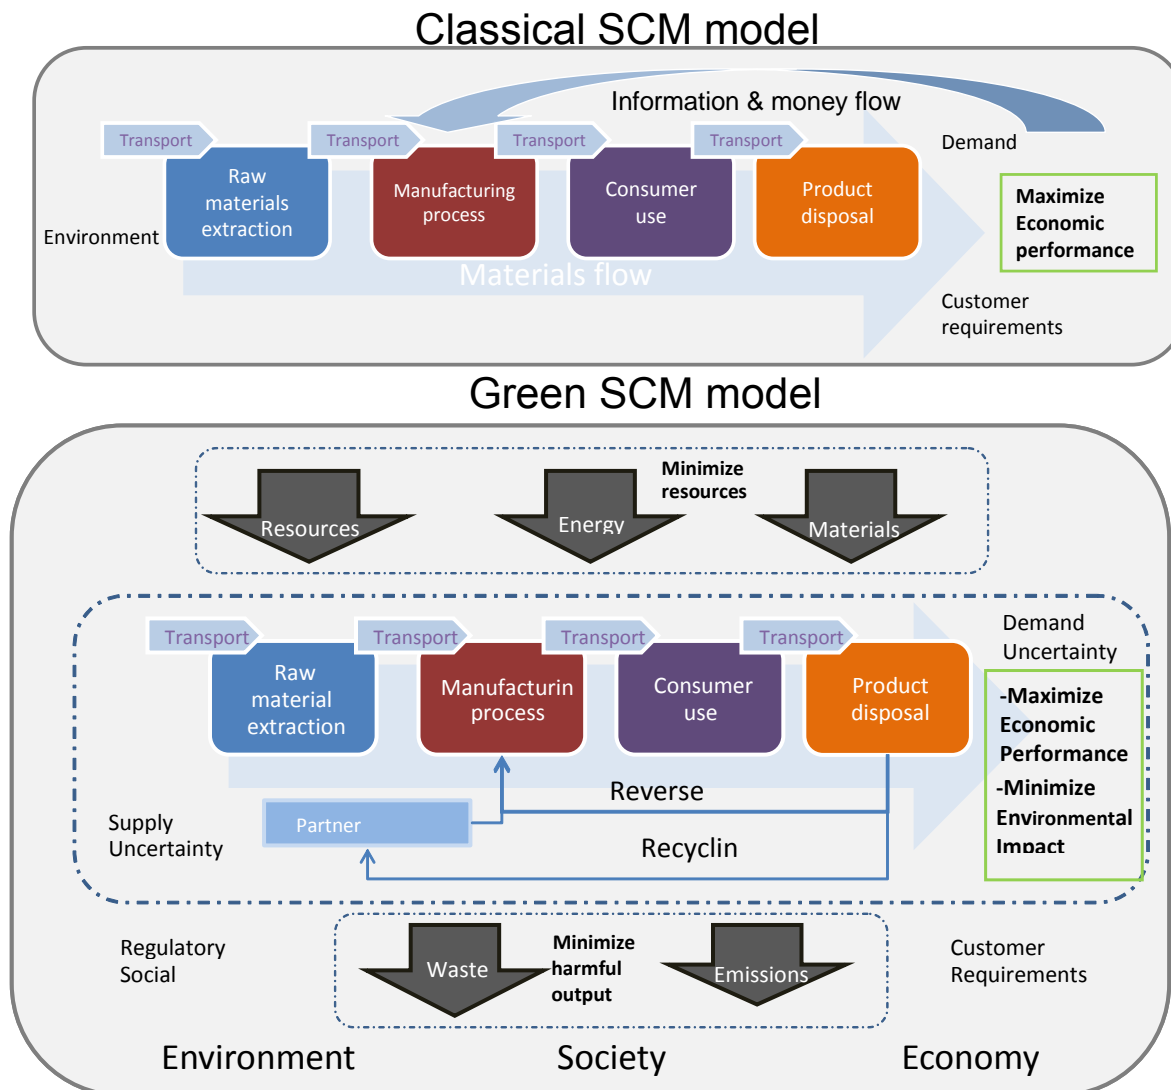 Classical SCM model
Information & money flow
Transport
Transport
Transport
Transport
Demand
Raw
materials
extraction
Manufacturing
process
Consumer
use
Product
disposal
Maximize
Economic
performance
Environment
Materials flow
Customer
requirements
Green SCM model
Minimize
resources
Resources
Energy
Materials
Demand
Uncertainty
Transport
Transport
Transport
Transport
Raw
material
extraction
Manufacturin
process
Consumer
use
Product
disposal
-Maximize
Economic
Performance
-Minimize
Environmental
Impact
Reverse
Partner
Supply
Uncertainty
Recyclin
Regulatory
Social
Waste
Minimize
harmful
output
Emissions
Customer
Requirements
Environment
Society
Economy